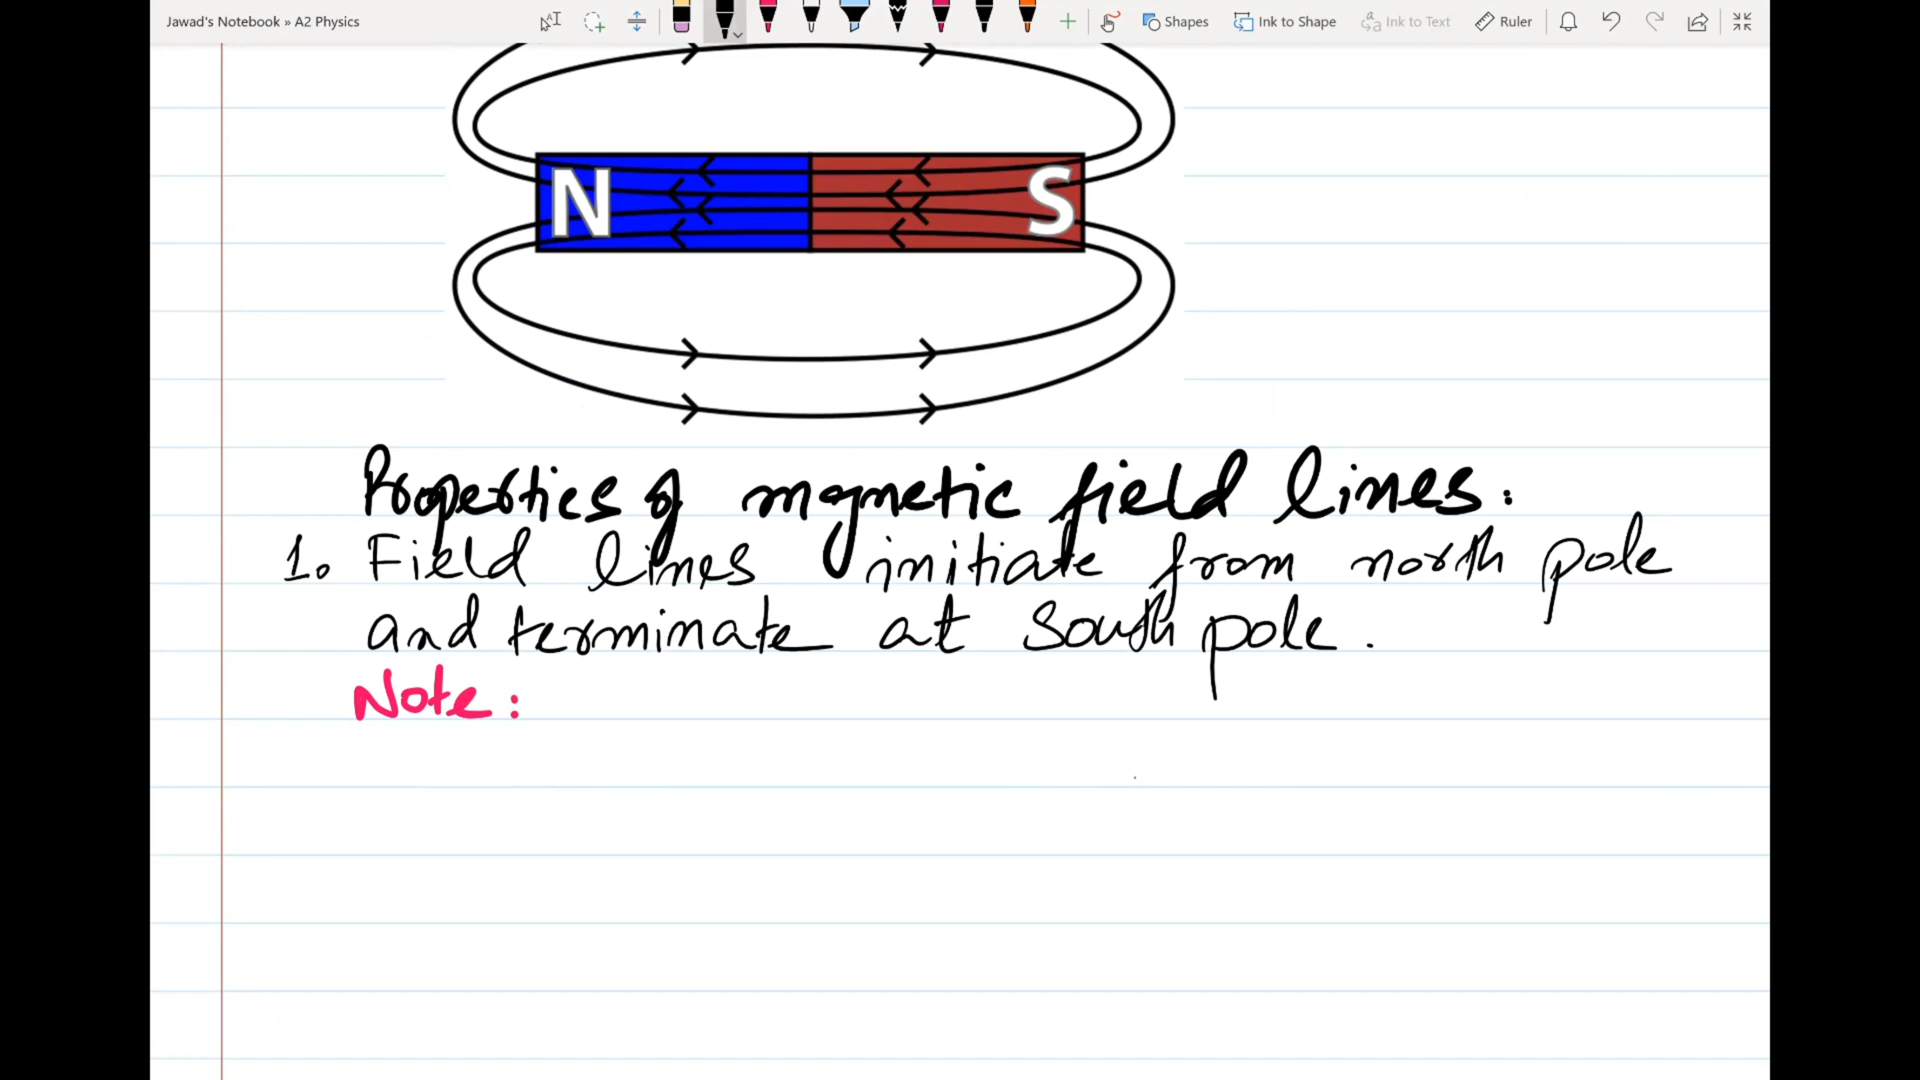 Jawad's Notebook » A2 Physics
Shapes
Ink to Shape
Ink to Text
Ruler
N S
Properties of magnetic field lines:
1. Field lines initiate from north pole
and terminate at south pole.
Note: